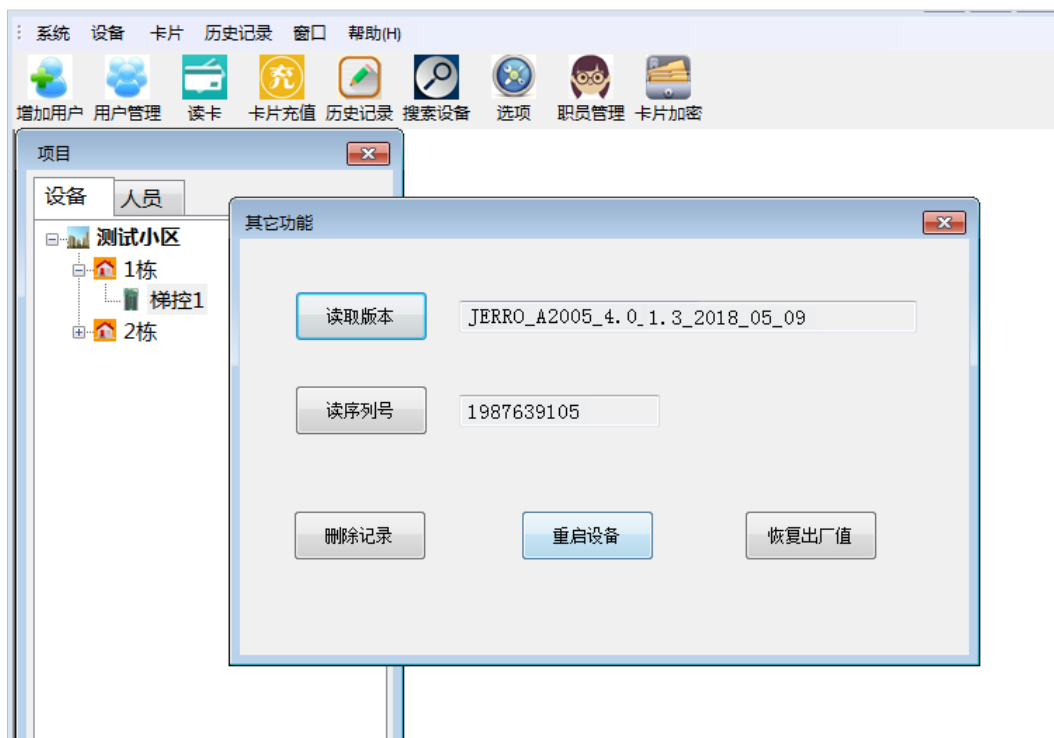 系统 设备 卡片 历史记录 窗口 帮助(H)
充
增加用户 用户管理 读卡 卡片充值 历史记录 搜索设备 选项 职员管理 卡片加密
项目
设备 人员
测试小区
1栋
梯控1
2栋
其它功能
读取版本 JERRO_A2005_4.0_1.3_2018_05_09
读序列号 1987639105
删除记录 重启设备 恢复出厂值